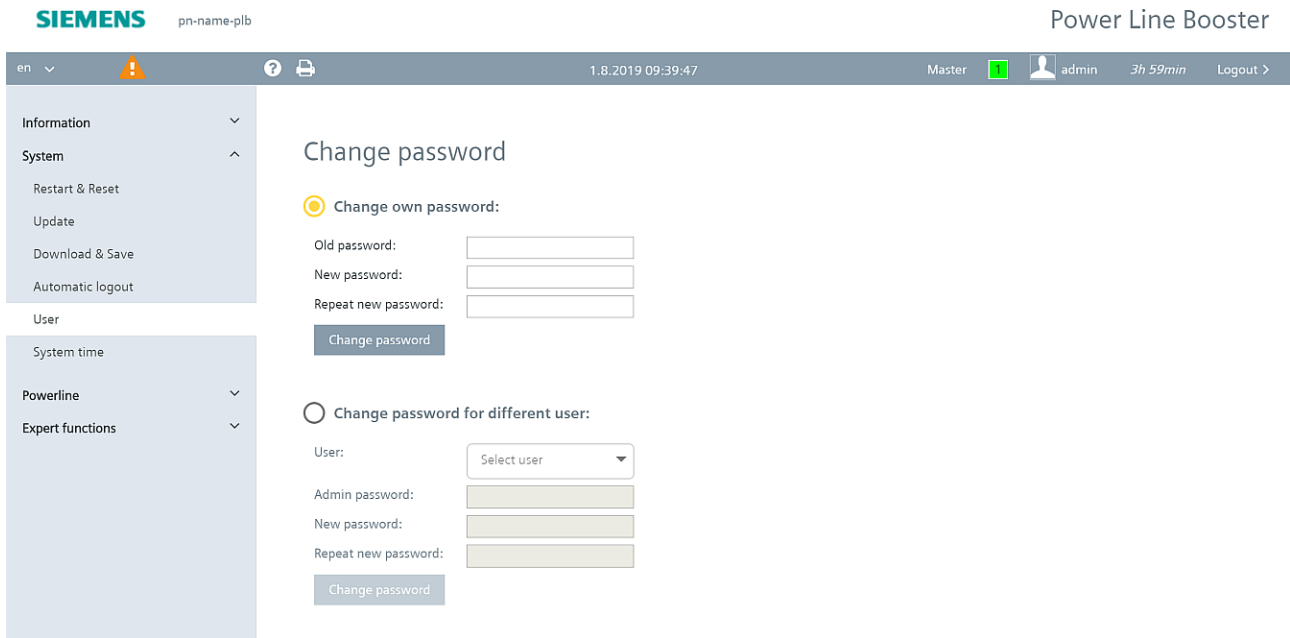 SIEMENS pn-name-plb Power Line Booster
en 1.8.2019 09:39:47 Master 1 admin 3h 59min Logout >
Information
System
Restart & Reset
Update
Download & Save
Automatic logout
User
System time
Powerline
Expert functions
Change password
Change own password:
Old password:
New password:
Repeat new password:
Change password
Change password for different user:
User: Select user
Admin password:
New password:
Repeat new password:
Change password